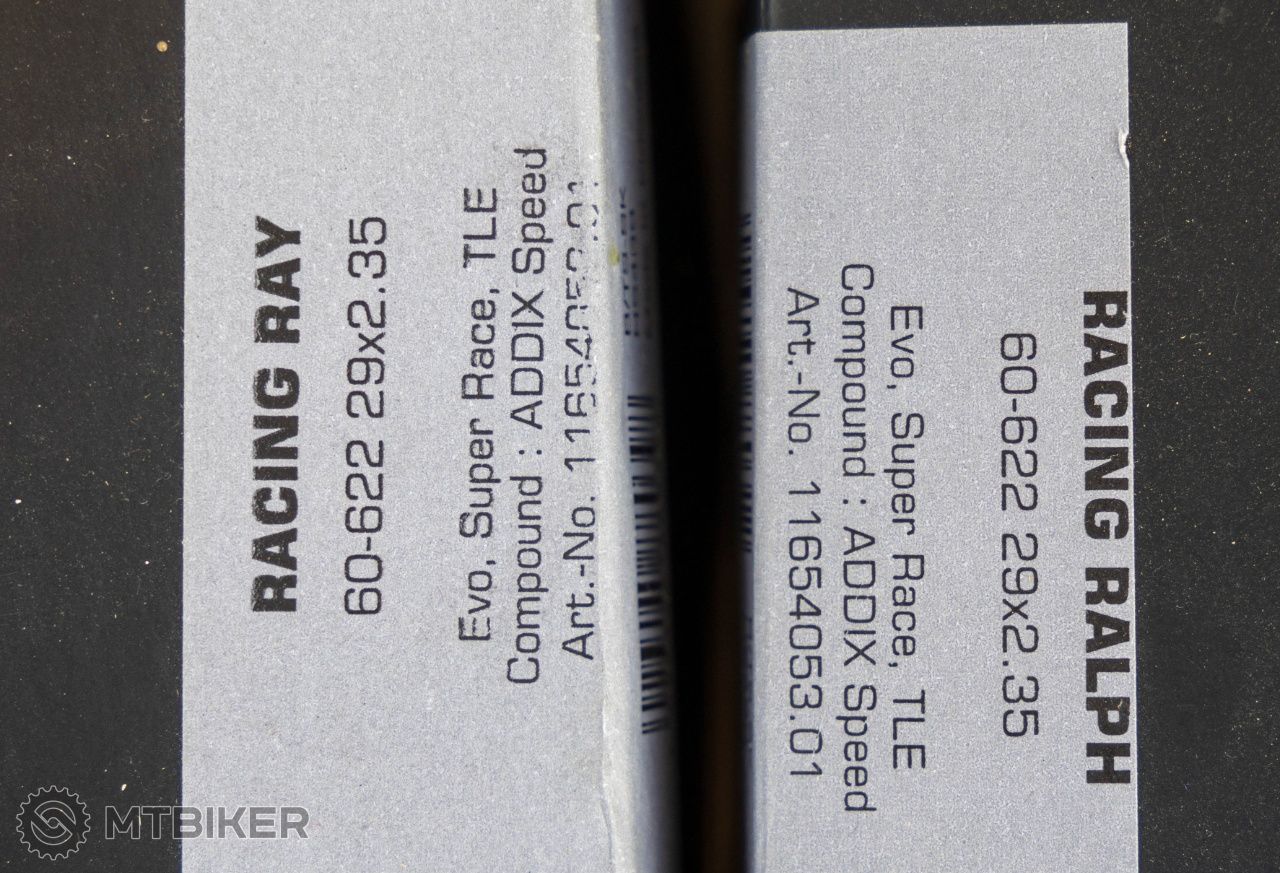 RACING RAY
60-622 29x2.35
Evo, Super Race, TLE
Compound : ADDIX Speed
Art.-No.
RACING RALPH
60-622 29x2.35
Evo, Super Race, TLE
Compound : ADDIX Speed
Art.-No. 11654053.01
MTBIKER